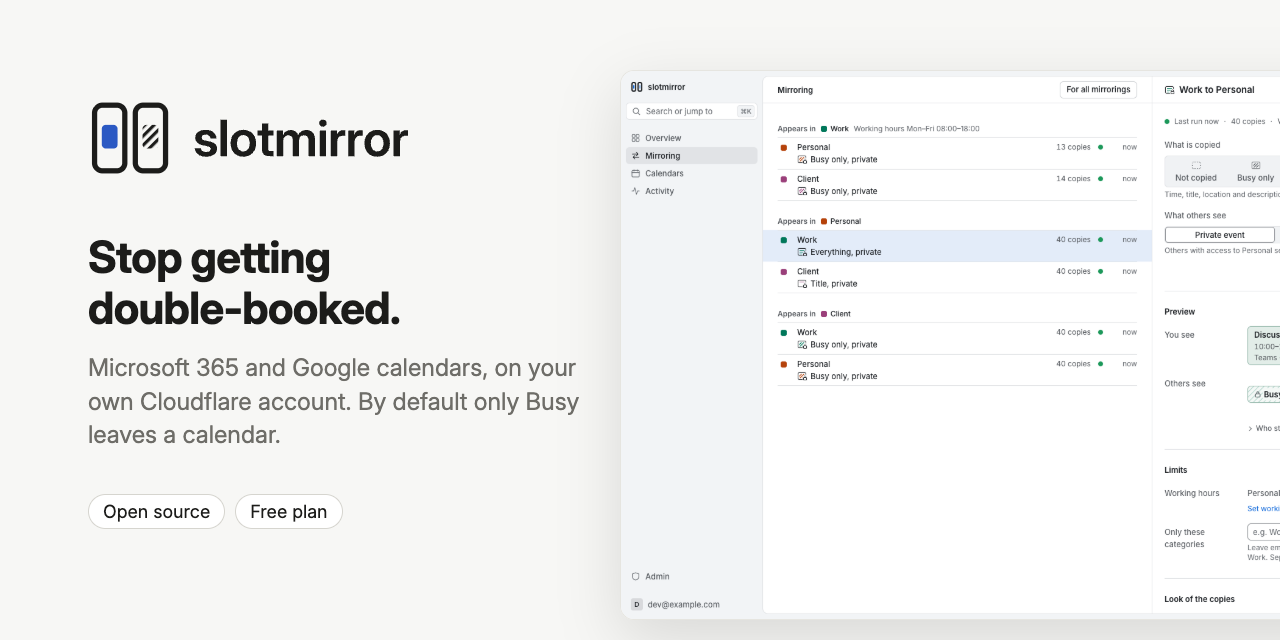 slotmirror
Stop getting
double-booked.
Microsoft 365 and Google calendars, on your
own Cloudflare account. By default only Busy
leaves a calendar.
Open source
Free plan
slotmirror
Search or jump to
⌘K
Overview
Mirroring
Calendars
Activity
Admin
D
dev@example.com
Mirroring
For all mirrorings
Appears in Work Working hours Mon–Fri 08:00–18:00
Personal 13 copies now
Busy only, private
Client 14 copies now
Busy only, private
Appears in Personal
Work 40 copies now
Everything, private
Client 40 copies now
Title, private
Appears in Client
Work 40 copies now
Busy only, private
Personal 40 copies now
Busy only, private
Work to Personal
Last run now · 40 copies ·
What is copied
Not copied
Busy only
Time, title, location and
What others see
Private event
Others with access to Personal
Preview
You see
10:00–
Teams
Others see
Busy
Who
Limits
Working hours
Personal
Set
Only these
categories
e.g.
Leave
Work.
Look of the copies